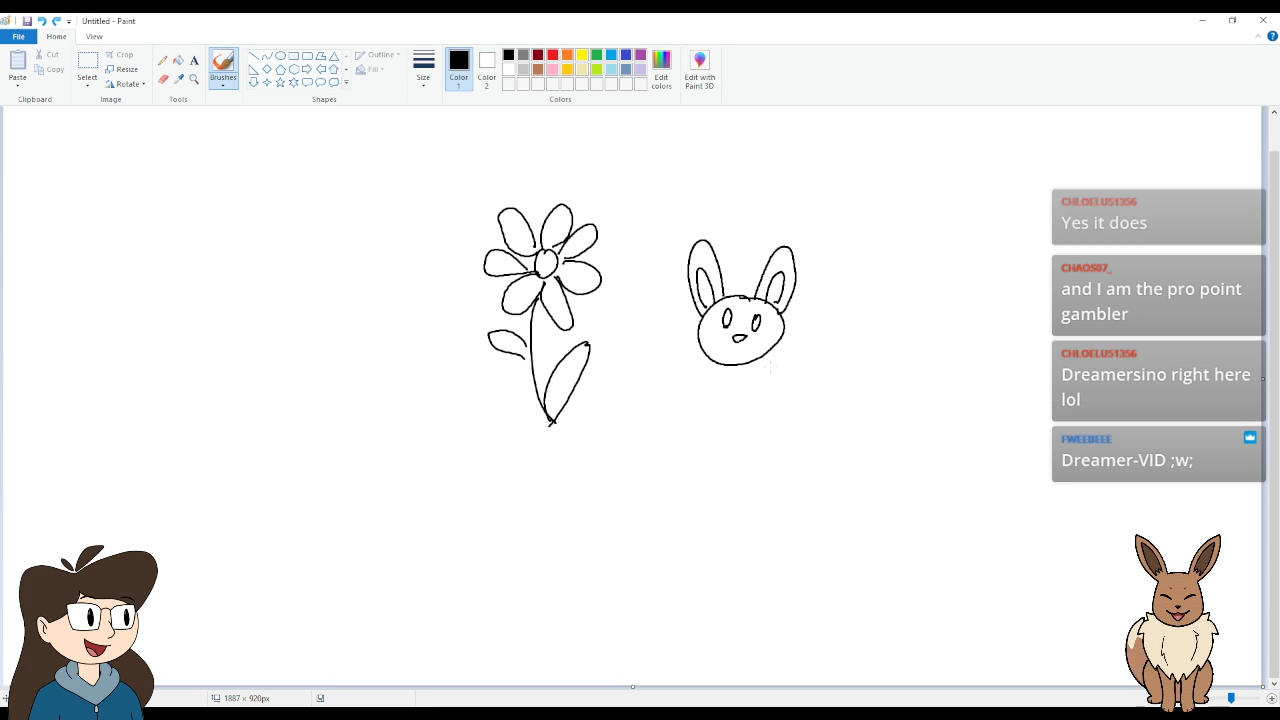 Untitled - Paint
File
Home
View
Paste
Cut
Copy
Clipboard
Select
Crop
Resize
Rotate
Image
A
Tools
Brushes
Outline
Fill
Shapes
Size
Color
1
Color
2
Edit
colors
Colors
Edit with
Paint 3D
CHLOELU51356
Yes it does
CHAOS07_
and I am the pro point
gambler
CHLOELU51356
Dreamersino right here
lol
FWEEBEEE
Dreamer-VID ;w;
1887 × 920px